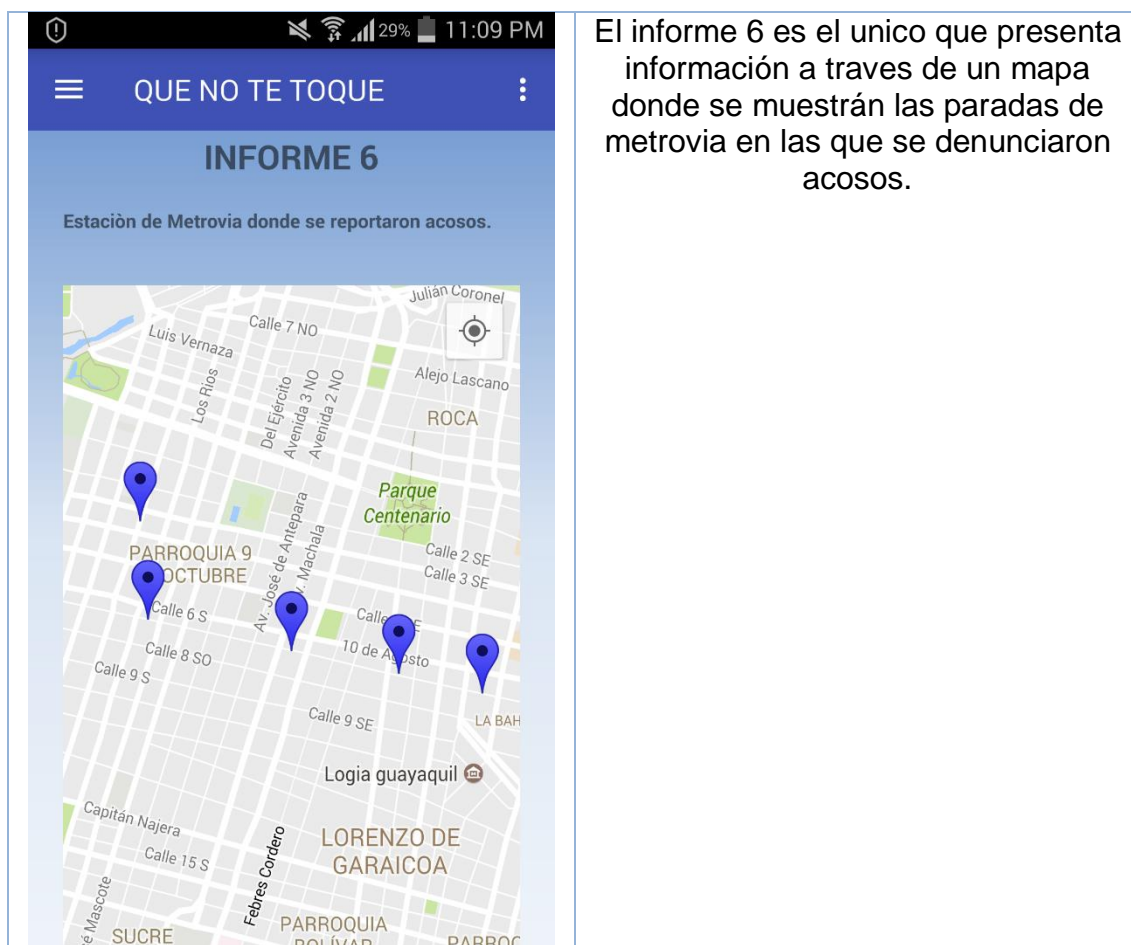 29% 11:09 PM
QUE NO TE TOQUE
INFORME 6
Estaciòn de Metrovia donde se reportaron acosos.
Julián Coronel
Calle 7 NO
Luis Vernaza
Alejo Lascano
Los Rios
Del Ejército
Avenida 3 NO
Avenida 2 NO
ROCA
Parque
Centenario
PARROQUIA 9
OCTUBRE
Av. José de Antepara
Machala
Calle 2 SE
Calle 3 SE
Calle 6 S
Calle
10 de Agosto
Calle 8 SO
Calle 9 S
Calle 9 SE
LA BAH
Logia guayaquil
Capitán Najera
Calle 15 S
Febres Cordero
LORENZO DE
GARAICOA
Mascote
SUCRE
PARROQUIA
BOLÍVAR
PARROQ
El informe 6 es el unico que presenta
información a traves de un mapa
donde se muestrán las paradas de
metrovia en las que se denunciaron
acosos.